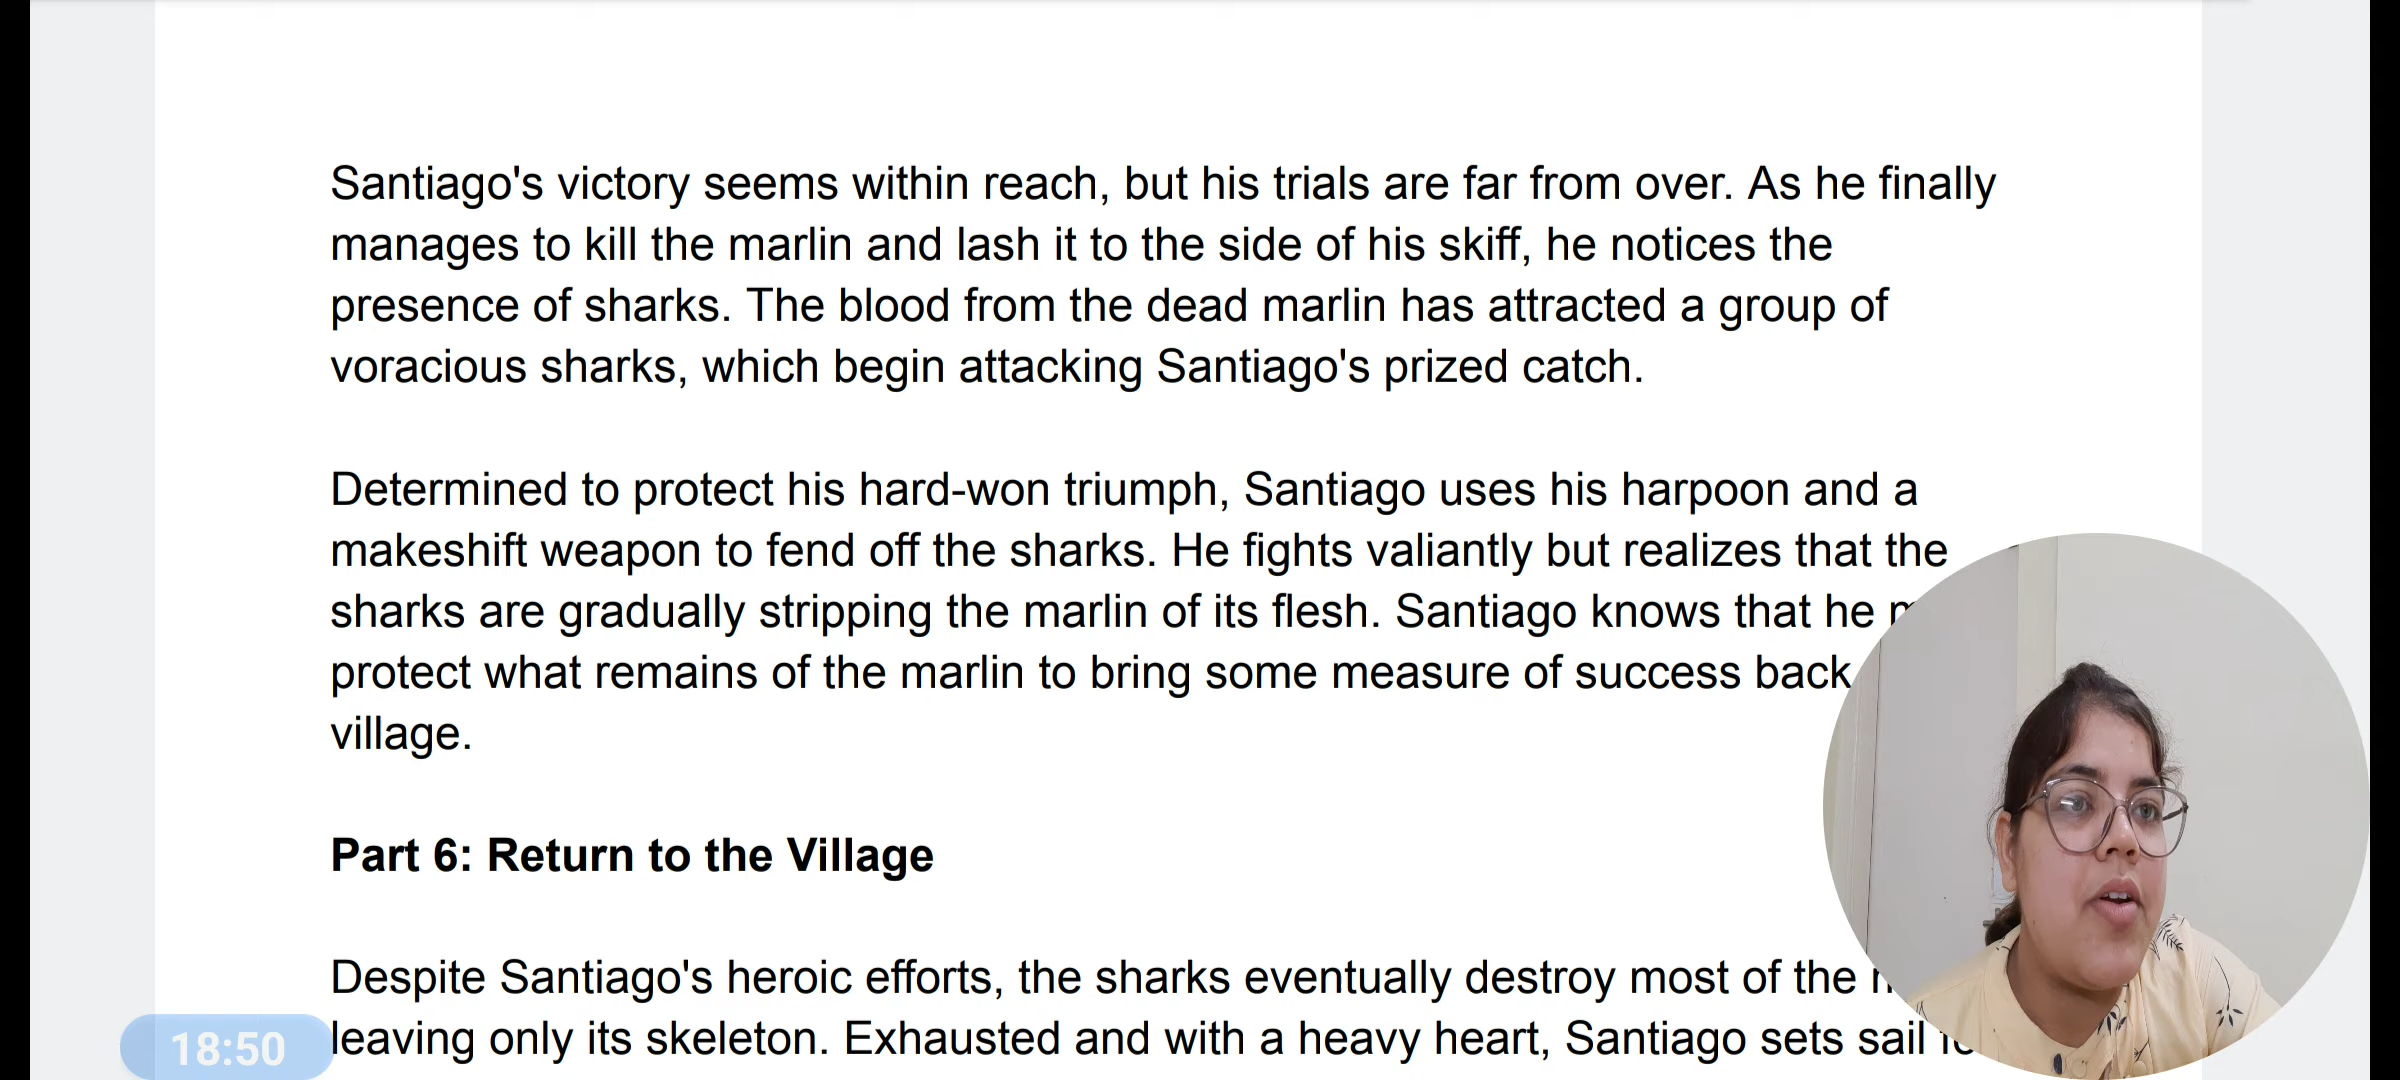 Santiago's victory seems within reach, but his trials are far from over. As he finally
manages to kill the marlin and lash it to the side of his skiff, he notices the
presence of sharks. The blood from the dead marlin has attracted a group of
voracious sharks, which begin attacking Santiago's prized catch.
Determined to protect his hard-won triumph, Santiago uses his harpoon and a
makeshift weapon to fend off the sharks. He fights valiantly but realizes that the
sharks are gradually stripping the marlin of its flesh. Santiago knows that he
protect what remains of the marlin to bring some measure of success back
village.
Part 6: Return to the Village
Despite Santiago's heroic efforts, the sharks eventually destroy most of the
leaving only its skeleton. Exhausted and with a heavy heart, Santiago sets sail
18:50